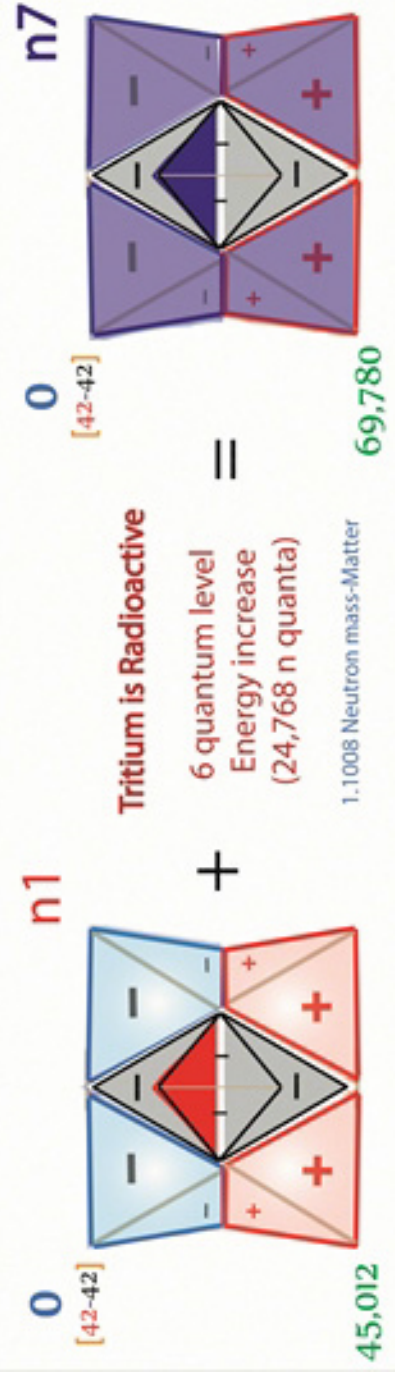 0
[42-42]
n1
45,012
+
Tritium is Radioactive
6 quantum level
Energy increase
(24,768 n quanta)
1.1008 Neutron mass-Matter
=
0
[42-42]
n7
69,780